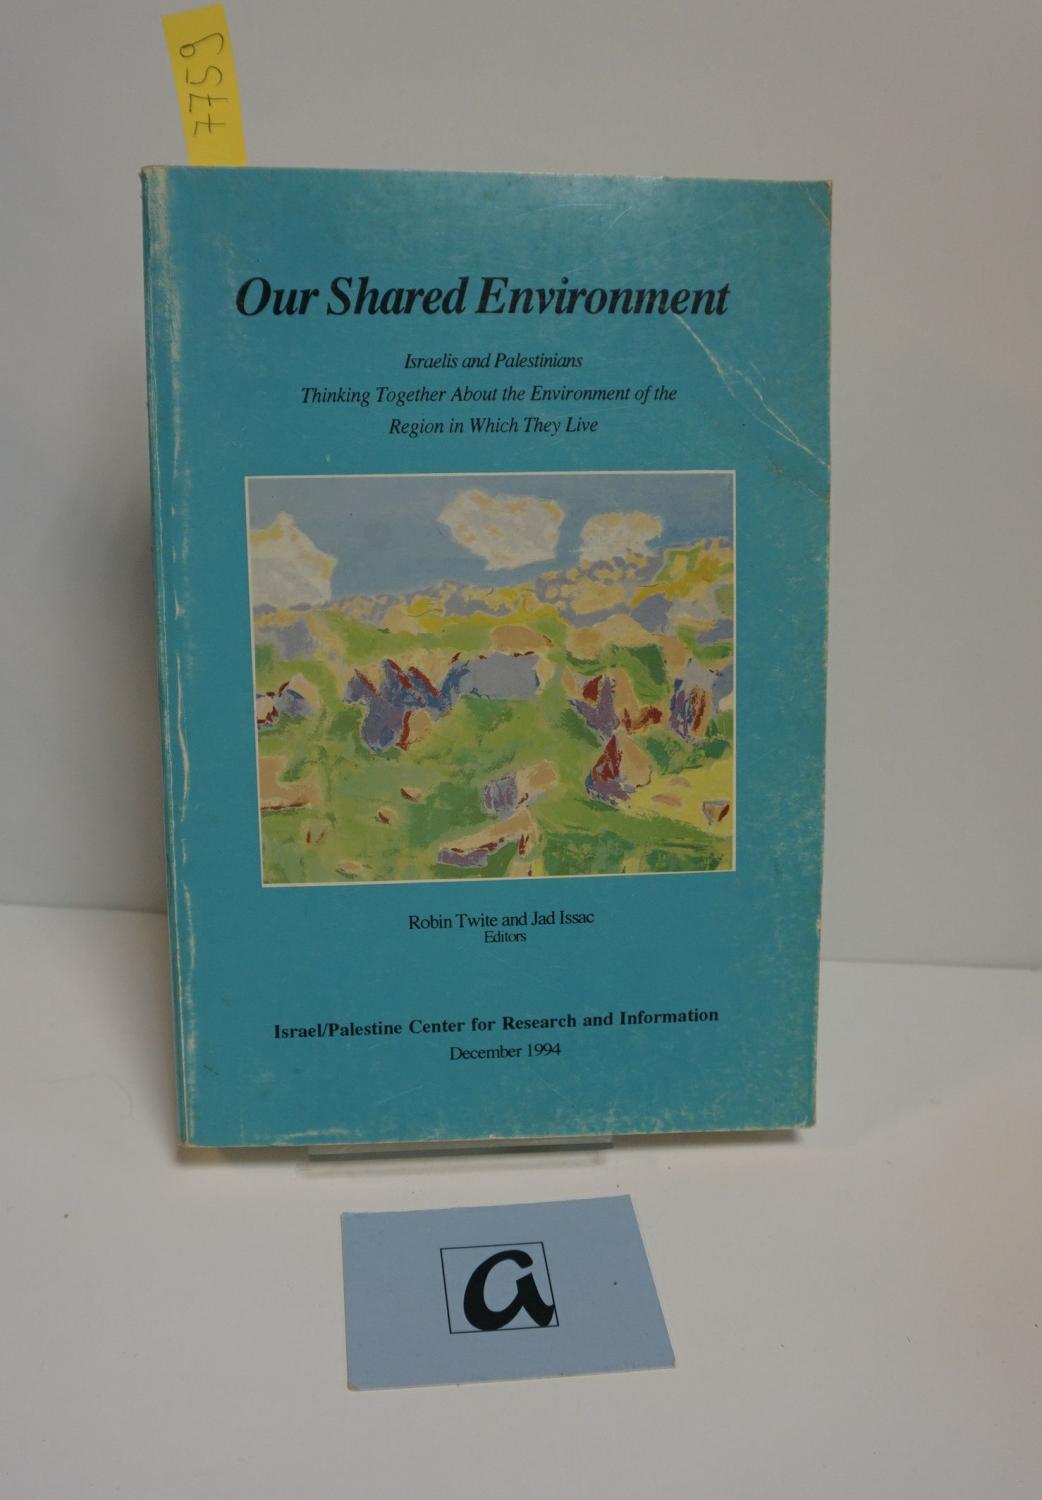 7759
Our Shared Environment
Israelis and Palestinians
Thinking Together About the Environment of the
Region in Which They Live
Robin Twite and Jad Issac
Editors
Israel/Palestine Center for Research and Information
December 1994
a